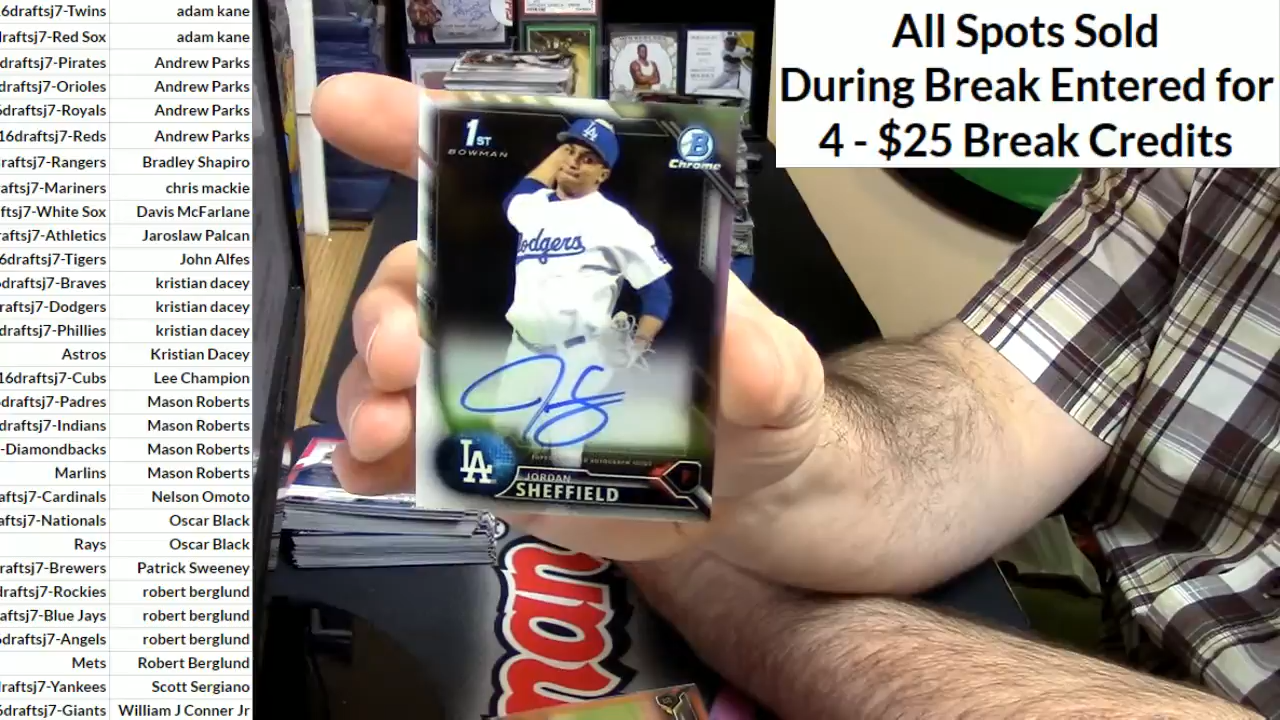 6draftsj7-Twins adam kane
raftsj7-Red Sox adam kane
draftsj7-Pirates Andrew Parks
draftsj7-Orioles Andrew Parks
6draftsj7-Royals Andrew Parks
16draftsj7-Reds Andrew Parks
raftsj7-Rangers Bradley Shapiro
aftsj7-Mariners chris mackie
ftsj7-White Sox Davis McFarlane
raftsj7-Athletics Jaroslaw Palcan
6draftsj7-Tigers John Alfes
draftsj7-Braves kristian dacey
raftsj7-Dodgers kristian dacey
draftsj7-Phillies kristian dacey
Astros Kristian Dacey
16draftsj7-Cubs Lee Champion
draftsj7-Padres Mason Roberts
draftsj7-Indians Mason Roberts
-Diamondbacks Mason Roberts
Marlins Mason Roberts
aftsj7-Cardinals Nelson Omoto
aftsj7-Nationals Oscar Black
Rays Oscar Black
raftsj7-Brewers Patrick Sweeney
draftsj7-Rockies robert berglund
aftsj7-Blue Jays robert berglund
6draftsj7-Angels robert berglund
Mets Robert Berglund
raftsj7-Yankees Scott Sergiano
6draftsj7-Giants William J Conner Jr
All Spots Sold
During Break Entered for
4 - $25 Break Credits
1ST
BOWMAN
B
Chrome
LA
Dodgers
LA
JORDAN
SHEFFIELD
P